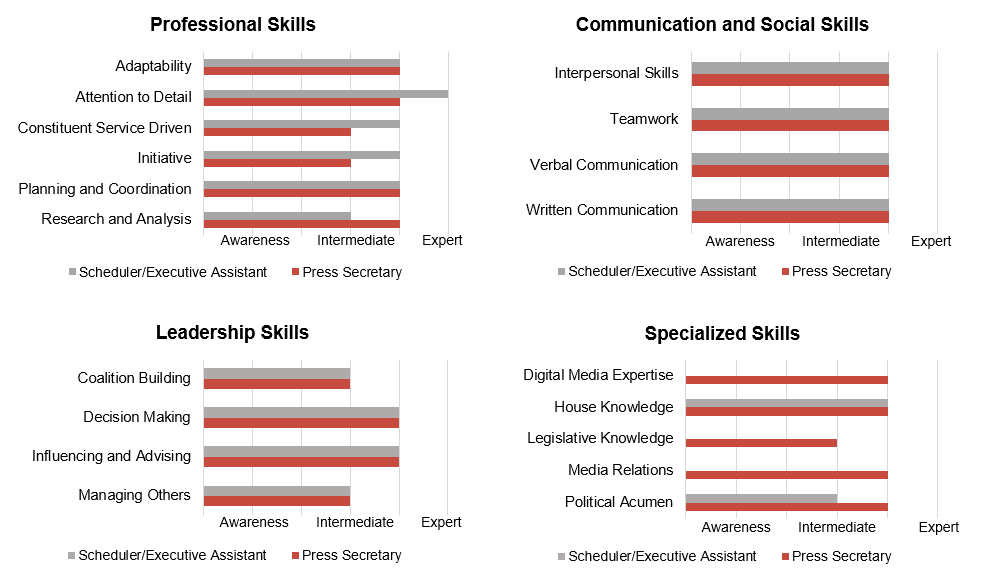 Professional Skills
Adaptability
Attention to Detail
Constituent Service Driven
Initiative
Planning and Coordination
Research and Analysis
Awareness Intermediate Expert
Scheduler/Executive Assistant Press Secretary
Communication and Social Skills
Interpersonal Skills
Teamwork
Verbal Communication
Written Communication
Awareness Intermediate Expert
Scheduler/Executive Assistant Press Secretary
Leadership Skills
Coalition Building
Decision Making
Influencing and Advising
Managing Others
Awareness Intermediate Expert
Scheduler/Executive Assistant Press Secretary
Specialized Skills
Digital Media Expertise
House Knowledge
Legislative Knowledge
Media Relations
Political Acumen
Awareness Intermediate Expert
Scheduler/Executive Assistant Press Secretary